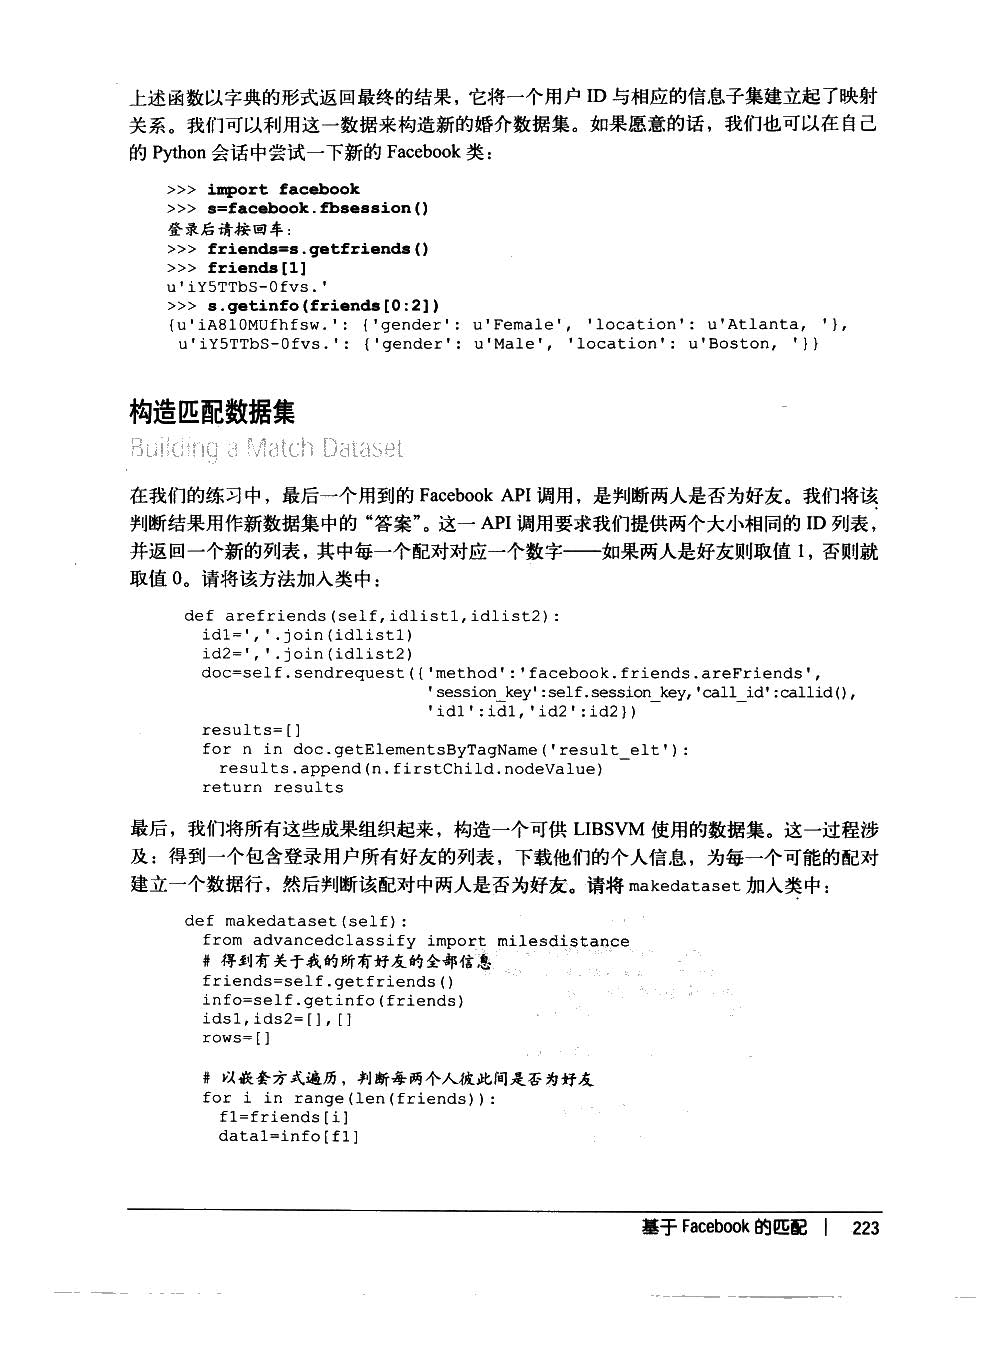 上述函数以字典的形式返回最终的结果，它将一个用户 ID 与相应的信息子集建立起了映射
关系。我们可以利用这一数据来构造新的婚介数据集。如果愿意的话，我们也可以在自己
的 Python 会话中尝试一下新的 Facebook 类：
>>> import facebook
>>> s=facebook.fbsession()
登录后请按回车：
>>> friends=s.getfriends()
>>> friends[1]
u'iY5TTbS-0fvs.'
>>> s.getinfo(friends[0:2])
{u'iA810MUfhfsw.': {'gender': u'Female', 'location': u'Atlanta, '},
 u'iY5TTbS-0fvs.': {'gender': u'Male', 'location': u'Boston, '}}
构造匹配数据集
Building a Match Dataset
在我们的练习中，最后一个用到的 Facebook API 调用，是判断两人是否为好友。我们将该
判断结果用作新数据集中的“答案”。这一 API 调用要求我们提供两个大小相同的 ID 列表，
并返回一个新的列表，其中每一个配对对应一个数字——如果两人是好友则取值 1，否则就
取值 0。请将该方法加入类中：
def arefriends(self,idlist1,idlist2):
  id1=','.join(idlist1)
  id2=','.join(idlist2)
  doc=self.sendrequest({'method':'facebook.friends.areFriends',
                        'session_key':self.session_key,'call_id':callid(),
                        'id1':id1,'id2':id2})
  results=[]
  for n in doc.getElementsByTagName('result_elt'):
    results.append(n.firstChild.nodeValue)
  return results
最后，我们将所有这些成果组织起来，构造一个可供 LIBSVM 使用的数据集。这一过程涉
及：得到一个包含登录用户所有好友的列表，下载他们的个人信息，为每一个可能的配对
建立一个数据行，然后判断该配对中两人是否为好友。请将 makedataset 加入类中：
def makedataset(self):
  from advancedclassify import milesdistance
  # 得到有关于我的所有好友的全部信息
  friends=self.getfriends()
  info=self.getinfo(friends)
  ids1,ids2=[],[]
  rows=[]
  # 以嵌套方式遍历，判断每两个人彼此间是否为好友
  for i in range(len(friends)):
    f1=friends[i]
    data1=info[f1]
基于 Facebook 的匹配 | 223